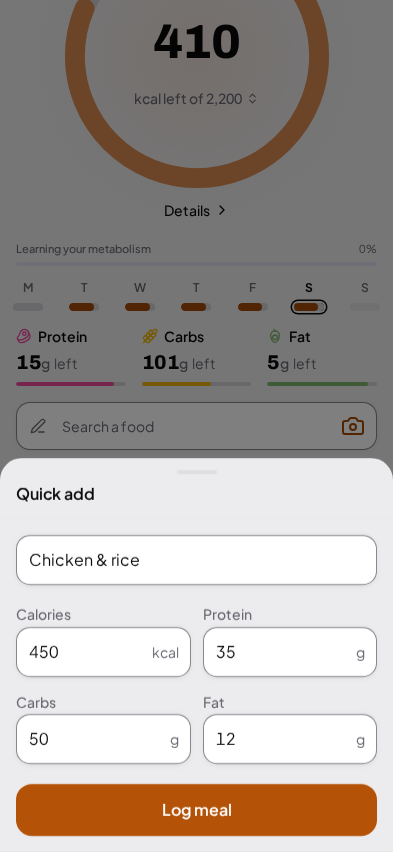 410
kcal left of 2,200
Details
Learning your metabolism 0%
M T W T F S S
Protein Carbs Fat
15g left 101g left 5g left
Search a food
Quick add
Chicken & rice
Calories Protein
450 kcal 35 g
Carbs Fat
50 g 12 g
Log meal